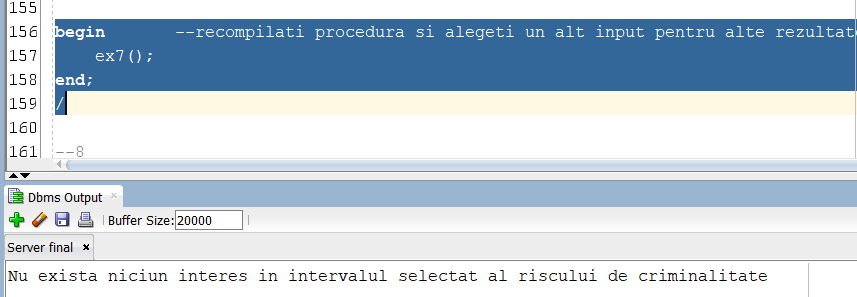 155
156 begin --recompilati procedura si alegeti un alt input pentru alte rezultate
157 ex7();
158 end;
159 /
160
161 --8
Dbms Output ×
Buffer Size: 20000
Server final ×
Nu exista niciun interes in intervalul selectat al riscului de criminalitate